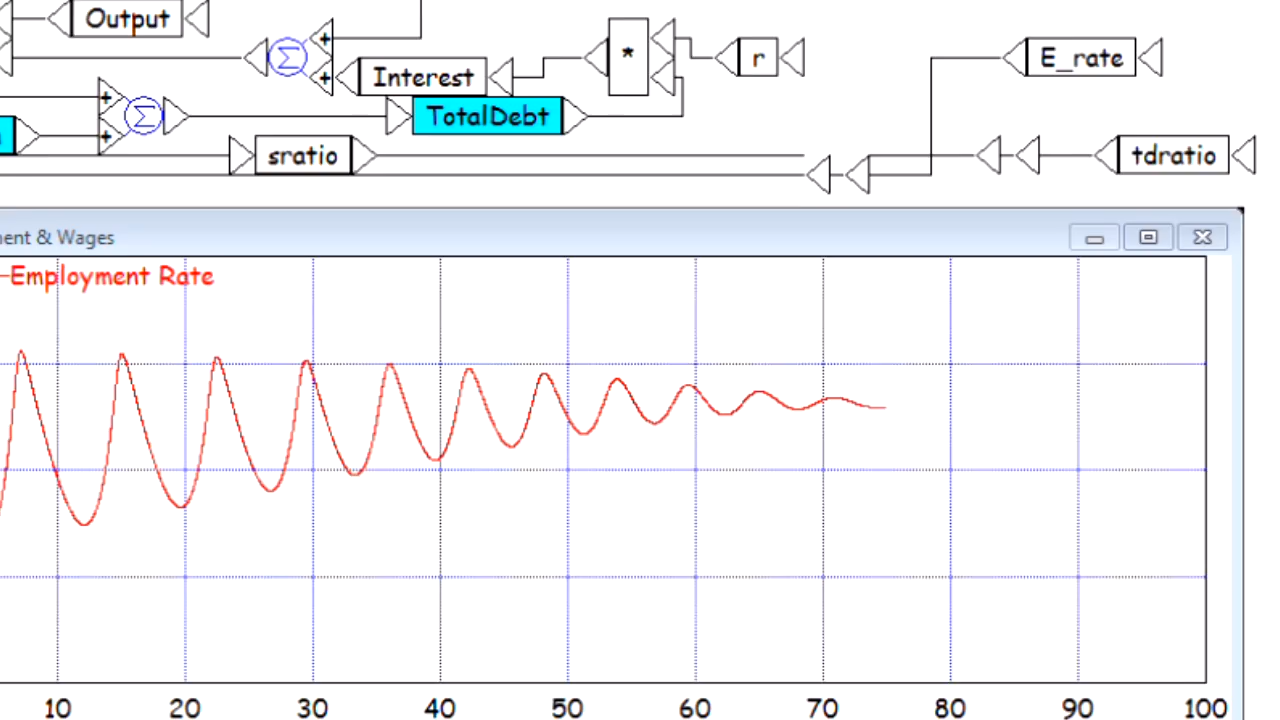 Output
+
Σ
+
Interest
*
r
E_rate
+
Σ
+
TotalDebt
sratio
tdratio
& Wages
Employment Rate
10 20 30 40 50 60 70 80 90 100